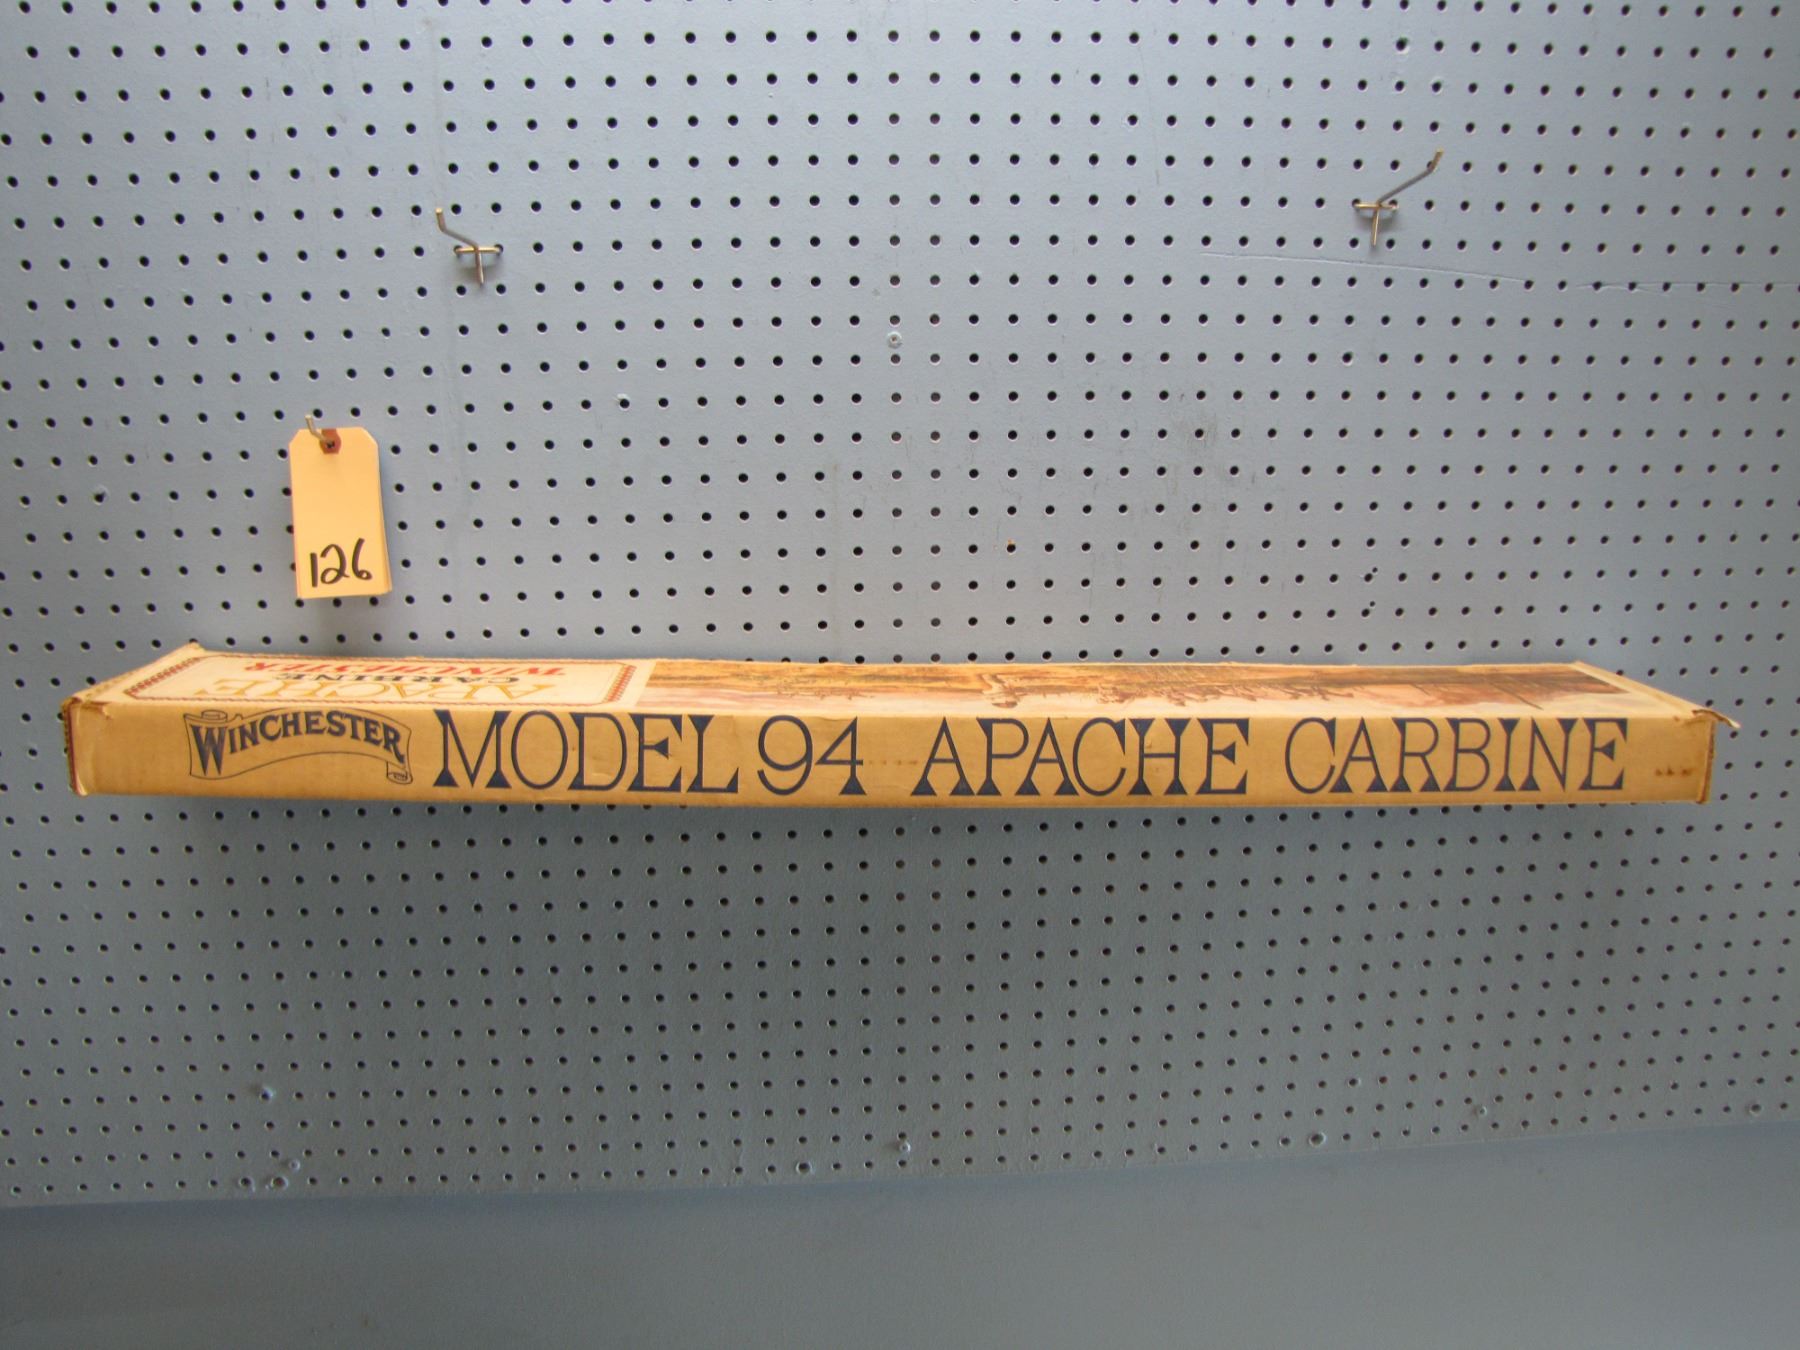 126
APACHE
CARBINE
WINCHESTER
WINCHESTER MODEL 94 APACHE CARBINE